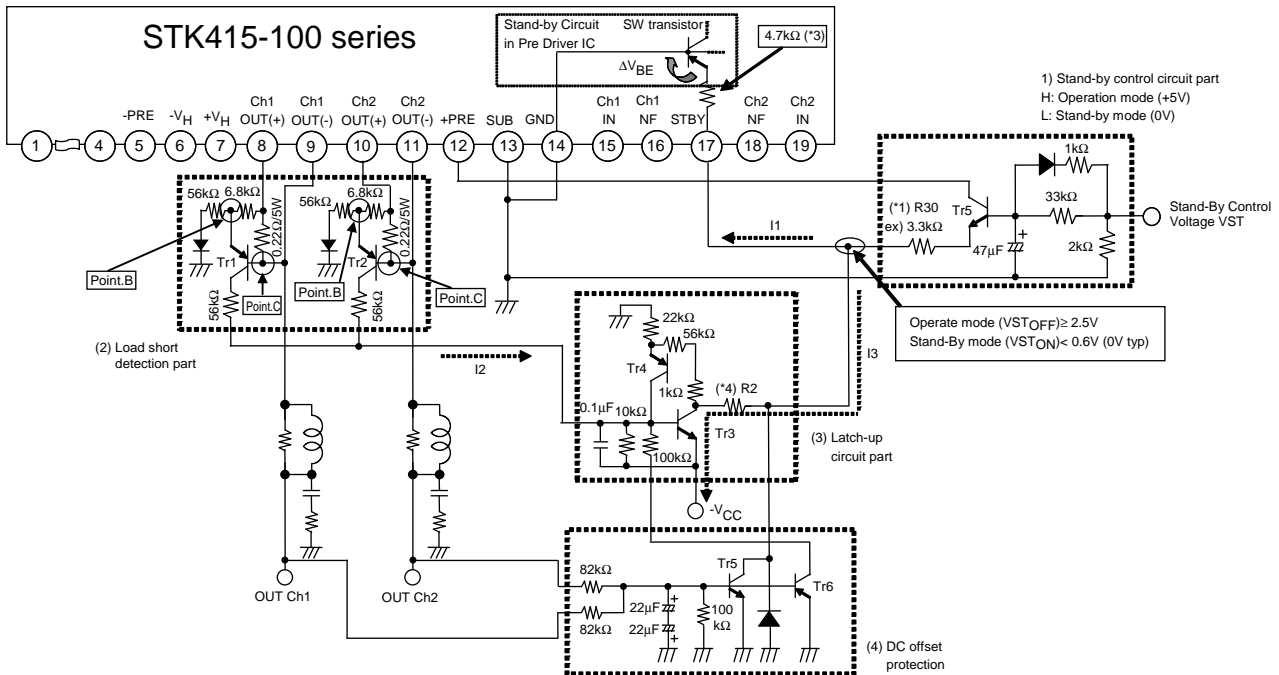 STK415-100 series
Stand-by Circuit
in Pre Driver IC
SW transistor
ΔVBE
4.7kΩ (*3)
1) Stand-by control circuit part
H: Operation mode (+5V)
L: Stand-by mode (0V)
-PRE
-VH
+VH
Ch1
OUT(+)
Ch1
OUT(-)
Ch2
OUT(+)
Ch2
OUT(-)
+PRE
SUB
GND
Ch1
IN
Ch1
NF
STBY
Ch2
NF
Ch2
IN
1
4
5
6
7
8
9
10
11
12
13
14
15
16
17
18
19
1kΩ
33kΩ
2kΩ
47μF
+
Tr5
(*1) R30
ex) 3.3kΩ
Stand-By Control
Voltage VST
I1
56kΩ
6.8kΩ
0.22Ω/5W
Tr1
56kΩ
Point.B
Point.C
56kΩ
6.8kΩ
0.22Ω/5W
Tr2
56kΩ
Point.B
Point.C
(2) Load short
detection part
I2
Operate mode (VSTOFF)≥ 2.5V
Stand-By mode (VSTON)< 0.6V (0V typ)
I3
22kΩ
56kΩ
Tr4
1kΩ
(*4) R2
0.1μF
10kΩ
Tr3
100kΩ
(3) Latch-up
circuit part
-VCC
OUT Ch1
OUT Ch2
82kΩ
82kΩ
22μF
+
22μF
+
100
kΩ
Tr5
Tr6
(4) DC offset
protection